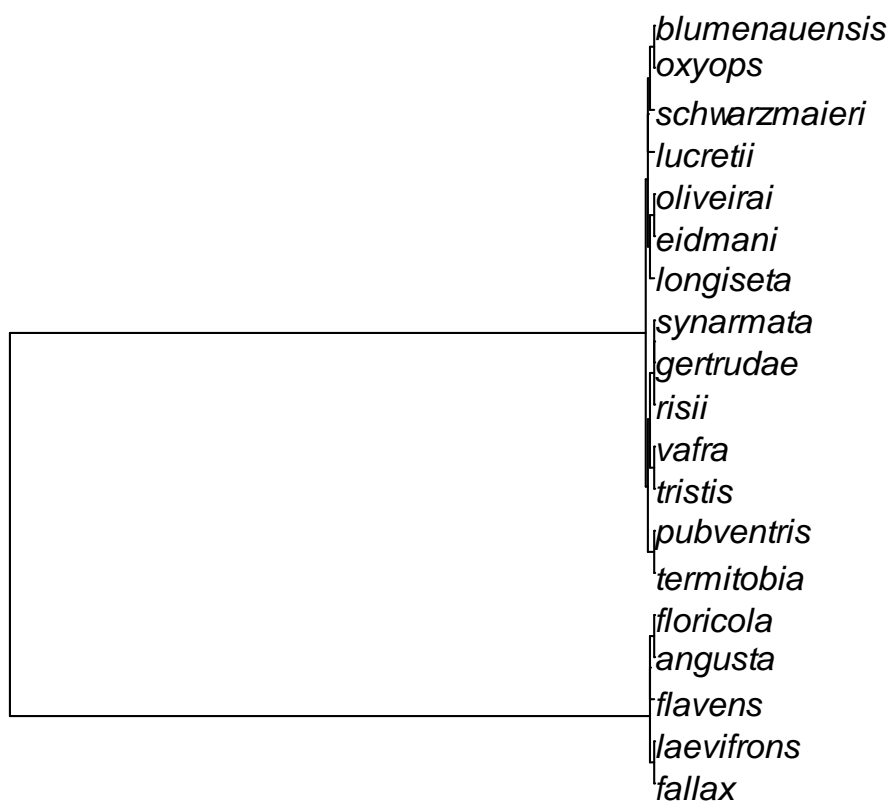 blumenauensis
oxyops
schwarzmaieri
lucretii
oliveirai
eidmani
longiseta
synarmata
gertrudae
risii
vafra
tristis
pubventris
termitobia
floricola
angusta
flavens
laevifrons
fallax